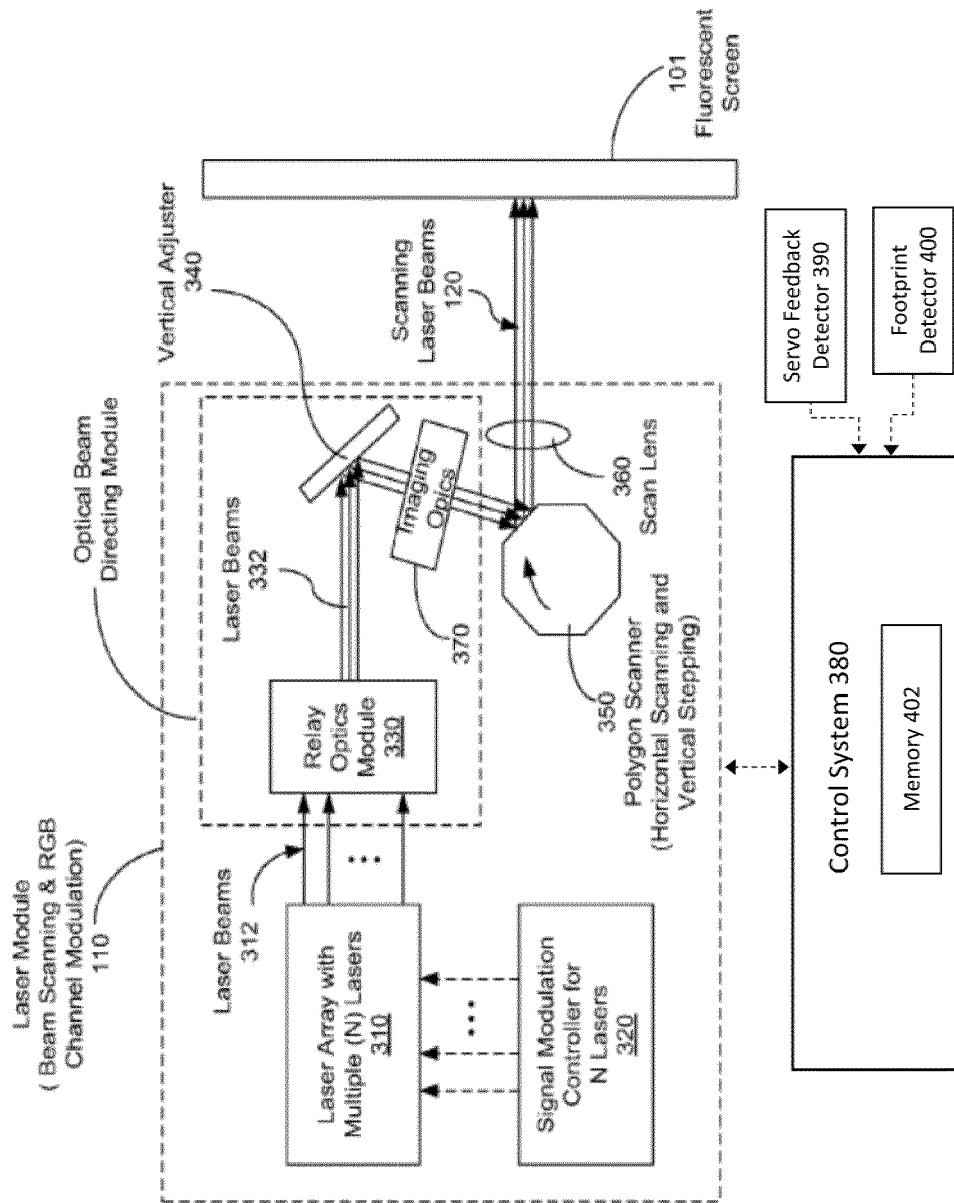 Laser Module
( Beam Scanning & RGB
Channel Modulation)
110
Optical Beam
Directing Module
Vertical Adjuster
340
Laser Beams
312
Laser Beams
332
Scanning
Laser Beams
120
101
Fluorescent
Screen
Laser Array with
Multiple (N) Lasers
310
Relay
Optics
Module
330
Imaging
Opics
370
360
Scan Lens
Signal Modulation
Controller for
N Lasers
320
350
Polygon Scanner
(Horizontal Scanning and
Vertical Stepping)
Control System 380
Memory 402
Servo Feedback
Detector 390
Footprint
Detector 400